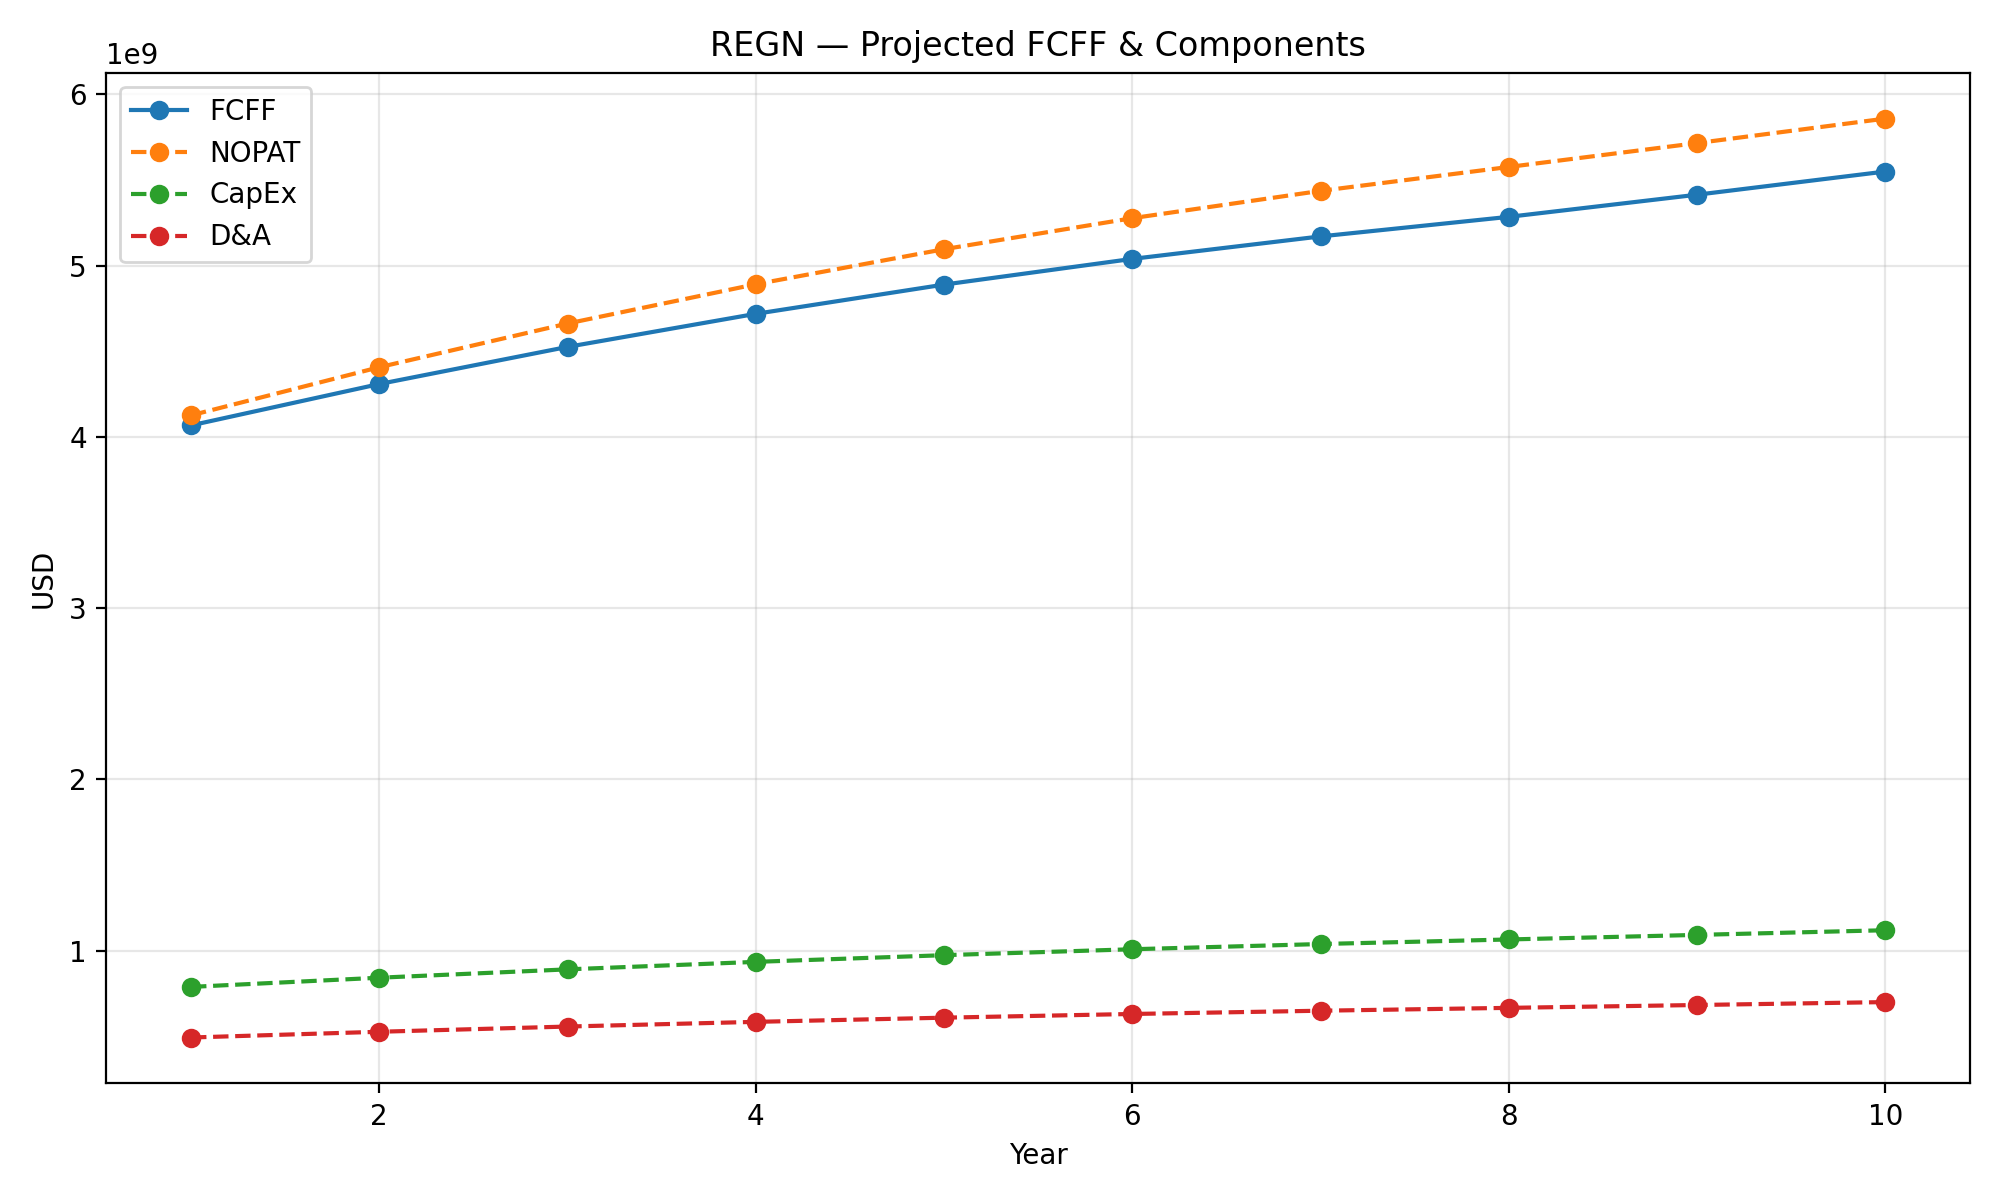 REGN — Projected FCFF & Components
1e9
FCFF
NOPAT
CapEx
D&A
6
5
4
3
2
1
USD
2 4 6 8 10
Year